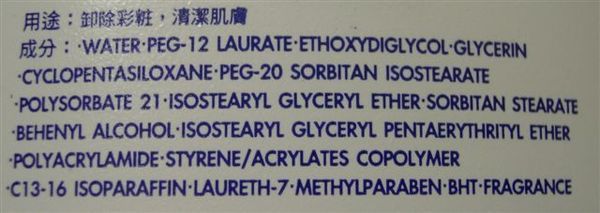 用途：卸除彩粧，清潔肌膚
成分：·WATER·PEG-12 LAURATE·ETHOXYDIGLYCOL·GLYCERIN
·CYCLOPENTASILOXANE·PEG-20 SORBITAN ISOSTEARATE
·POLYSORBATE 21·ISOSTEARYL GLYCERYL ETHER·SORBITAN STEARATE
·BEHENYL ALCOHOL·ISOSTEARYL GLYCERYL PENTAERYTHRITYL ETHER
·POLYACRYLAMIDE·STYRENE/ACRYLATES COPOLYMER
·C13-16 ISOPARAFFIN·LAURETH-7·METHYLPARABEN·BHT·FRAGRANCE